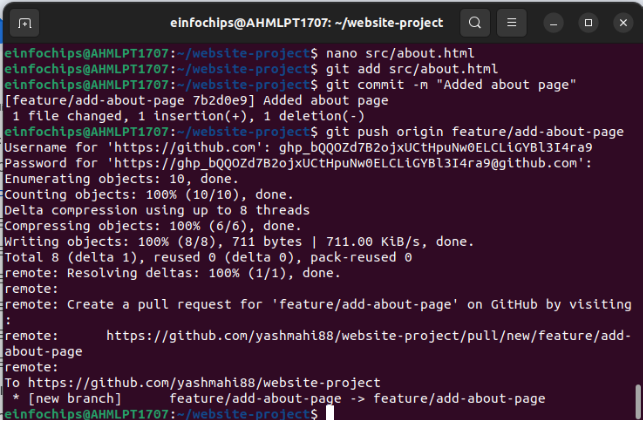 einfochips@AHMLPT1707: ~/website-project
einfochips@AHMLPT1707:~/website-project$ nano src/about.html
einfochips@AHMLPT1707:~/website-project$ git add src/about.html
einfochips@AHMLPT1707:~/website-project$ git commit -m "Added about page"
[feature/add-about-page 7b2d0e9] Added about page
1 file changed, 1 insertion(+), 1 deletion(-)
einfochips@AHMLPT1707:~/website-project$ git push origin feature/add-about-page
Username for 'https://github.com': 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
Password for 'https://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@github.com':
Enumerating objects: 10, done.
Counting objects: 100% (10/10), done.
Delta compression using up to 8 threads
Compressing objects: 100% (6/6), done.
Writing objects: 100% (8/8), 711 bytes | 711.00 KiB/s, done.
Total 8 (delta 1), reused 0 (delta 0), pack-reused 0
remote: Resolving deltas: 100% (1/1), done.
remote:
remote: Create a pull request for 'feature/add-about-page' on GitHub by visiting
:
remote:      https://github.com/yashmahi88/website-project/pull/new/feature/add-
about-page
remote:
To https://github.com/yashmahi88/website-project
* [new branch]      feature/add-about-page -> feature/add-about-page
einfochips@AHMLPT1707:~/website-project$